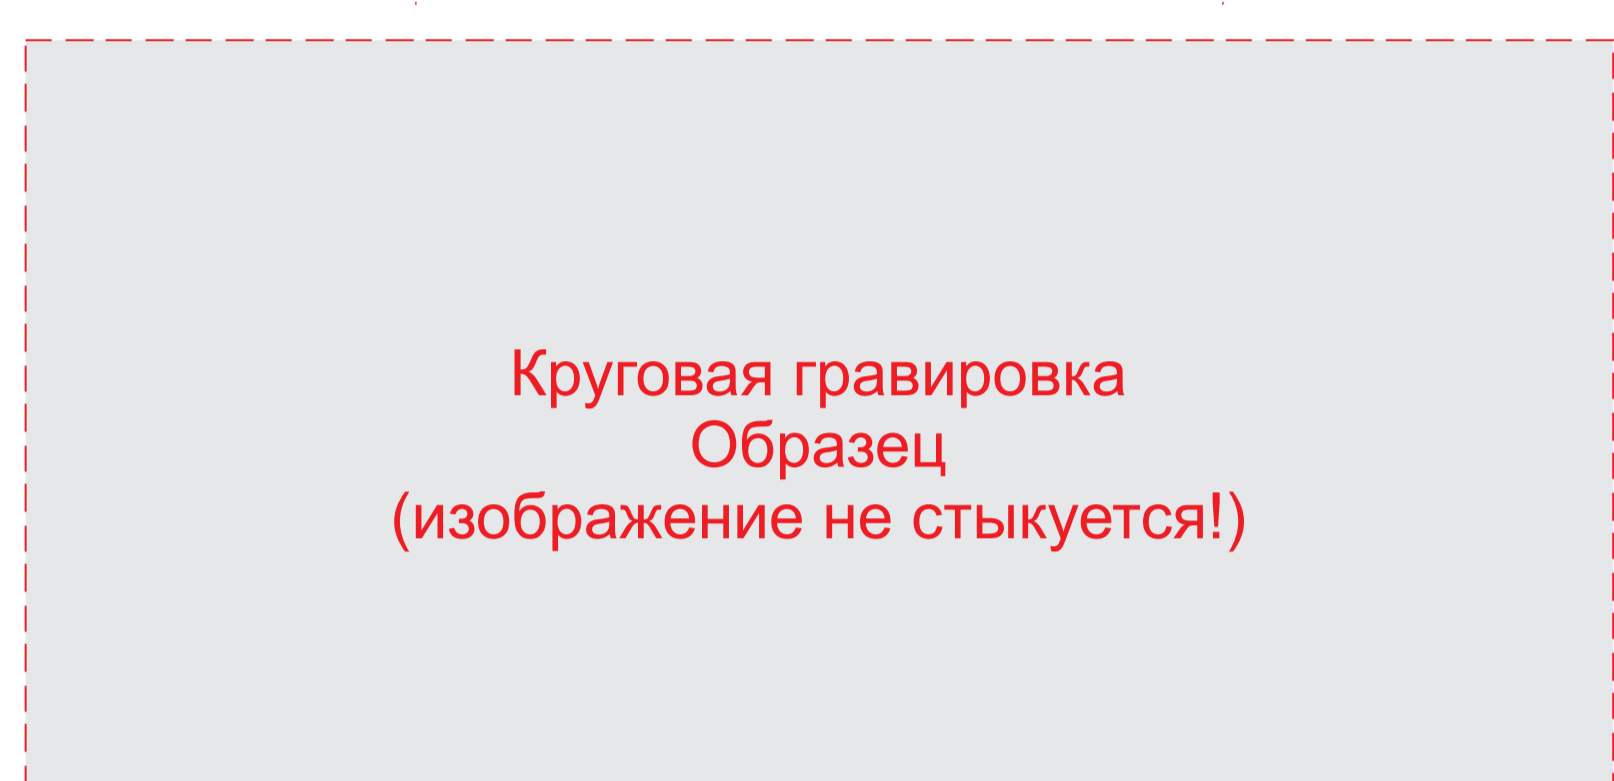 Круговая гравировка
Образец
(изображение не стыкуется!)